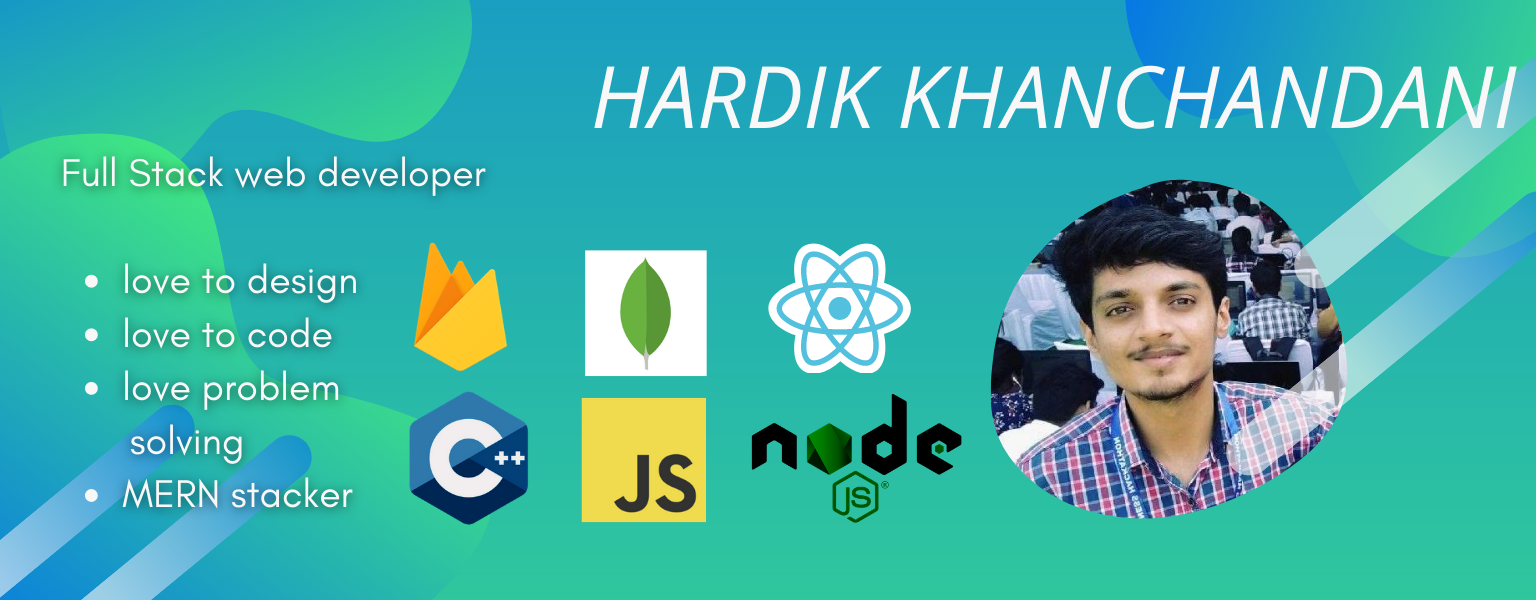 HARDIK KHANCHANDANI
Full Stack web developer
love to design
love to code
love problem
solving
MERN stacker
C++
JS
node
JS®